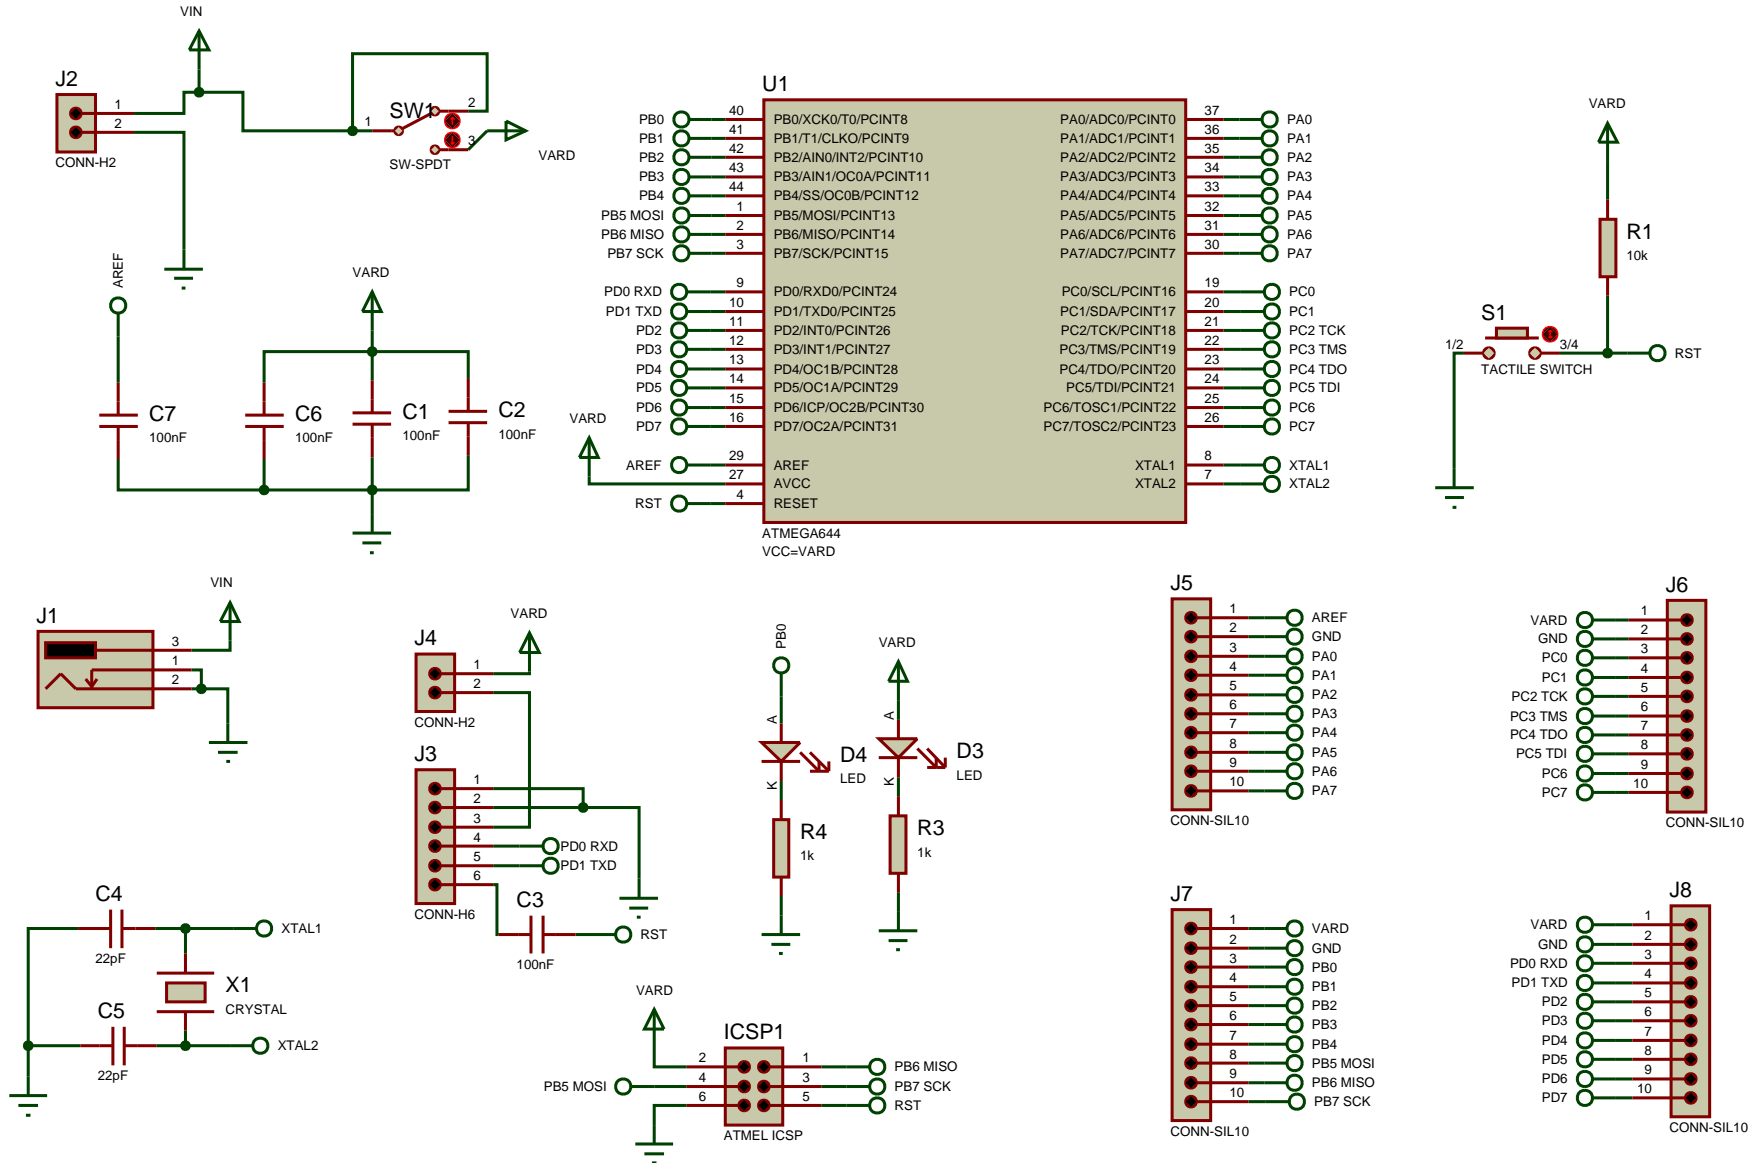 VIN
J2
1
2
CONN-H2
SW1
1
2
3
SW-SPDT
VARD
AREF
C7
100nF
VARD
C6
100nF
C1
100nF
C2
100nF
U1
PB0 40 PB0/XCK0/T0/PCINT8
PB1 41 PB1/T1/CLKO/PCINT9
PB2 42 PB2/AIN0/INT2/PCINT10
PB3 43 PB3/AIN1/OC0A/PCINT11
PB4 44 PB4/SS/OC0B/PCINT12
PB5 MOSI 1 PB5/MOSI/PCINT13
PB6 MISO 2 PB6/MISO/PCINT14
PB7 SCK 3 PB7/SCK/PCINT15
PD0 RXD 9 PD0/RXD0/PCINT24
PD1 TXD 10 PD1/TXD0/PCINT25
PD2 11 PD2/INT0/PCINT26
PD3 12 PD3/INT1/PCINT27
PD4 13 PD4/OC1B/PCINT28
PD5 14 PD5/OC1A/PCINT29
PD6 15 PD6/ICP/OC2B/PCINT30
PD7 16 PD7/OC2A/PCINT31
VARD
AREF 29 AREF
27 AVCC
RST 4 RESET
PA0/ADC0/PCINT0 37 PA0
PA1/ADC1/PCINT1 36 PA1
PA2/ADC2/PCINT2 35 PA2
PA3/ADC3/PCINT3 34 PA3
PA4/ADC4/PCINT4 33 PA4
PA5/ADC5/PCINT5 32 PA5
PA6/ADC6/PCINT6 31 PA6
PA7/ADC7/PCINT7 30 PA7
PC0/SCL/PCINT16 19 PC0
PC1/SDA/PCINT17 20 PC1
PC2/TCK/PCINT18 21 PC2 TCK
PC3/TMS/PCINT19 22 PC3 TMS
PC4/TDO/PCINT20 23 PC4 TDO
PC5/TDI/PCINT21 24 PC5 TDI
PC6/TOSC1/PCINT22 25 PC6
PC7/TOSC2/PCINT23 26 PC7
XTAL1 8 XTAL1
XTAL2 7 XTAL2
ATMEGA644
VCC=VARD
VARD
R1
10k
S1
1/2
3/4
RST
TACTILE SWITCH
VIN
J1
3
1
2
VARD
J4
1
2
CONN-H2
J3
1
2
3
4 PD0 RXD
5 PD1 TXD
6
CONN-H6
C3
100nF
RST
PB0
A
D4
LED
K
R4
1k
VARD
A
D3
LED
K
R3
1k
J5
1 AREF
2 GND
3 PA0
4 PA1
5 PA2
6 PA3
7 PA4
8 PA5
9 PA6
10 PA7
CONN-SIL10
J6
VARD 1
GND 2
PC0 3
PC1 4
PC2 TCK 5
PC3 TMS 6
PC4 TDO 7
PC5 TDI 8
PC6 9
PC7 10
CONN-SIL10
C4
22pF
XTAL1
X1
CRYSTAL
C5
22pF
XTAL2
VARD
ICSP1
2 1 PB6 MISO
PB5 MOSI 4 3 PB7 SCK
6 5 RST
ATMEL ICSP
J7
1 VARD
2 GND
3 PB0
4 PB1
5 PB2
6 PB3
7 PB4
8 PB5 MOSI
9 PB6 MISO
10 PB7 SCK
CONN-SIL10
J8
VARD 1
GND 2
PD0 RXD 3
PD1 TXD 4
PD2 5
PD3 6
PD4 7
PD5 8
PD6 9
PD7 10
CONN-SIL10